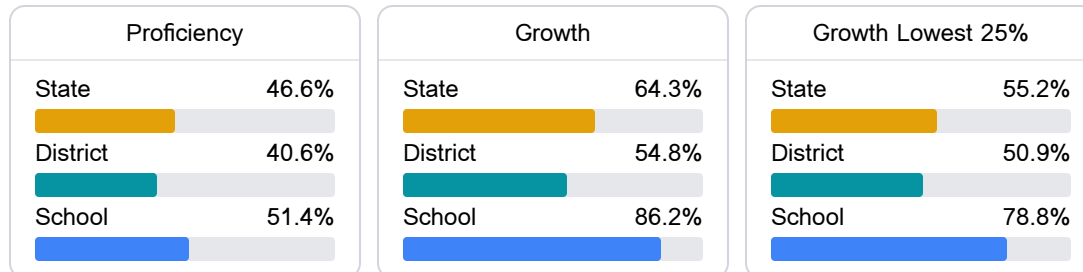 Proficiency
State 46.6%
District 40.6%
School 51.4%
Growth
State 64.3%
District 54.8%
School 86.2%
Growth Lowest 25%
State 55.2%
District 50.9%
School 78.8%